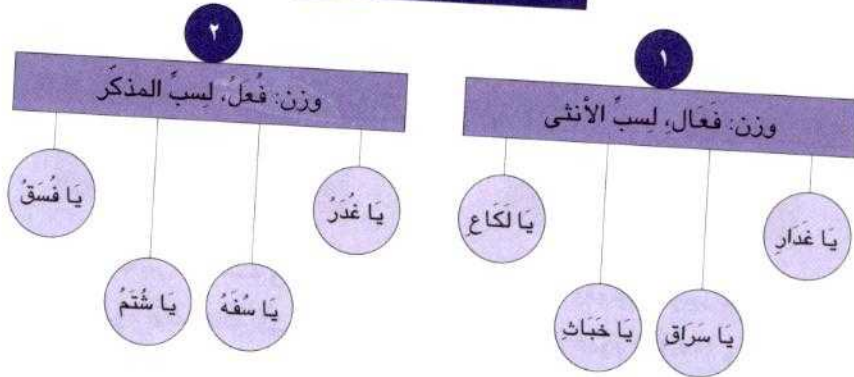 ١
وزن: فَعَالِ، لِسبِّ الأنثى
يَا غَدَارِ
يَا سَرَاقِ
يَا خَبَاثِ
يَا لَكَاعِ
٢
وزن: فُعَلُ، لِسبِّ المذكّر
يَا غُدَرُ
يَا سُفَهُ
يَا شُتَمُ
يَا فُسَقُ